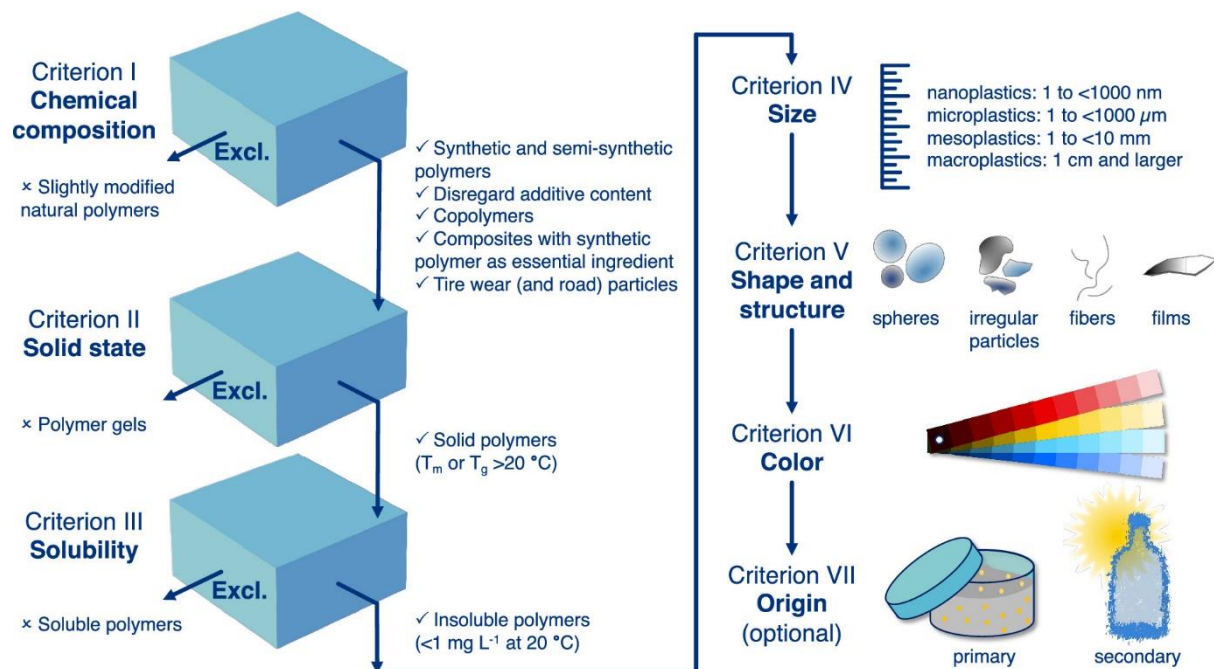 Criterion I
Chemical
composition
Excl.
× Slightly modified
natural polymers
✓ Synthetic and semi-synthetic
polymers
✓ Disregard additive content
✓ Copolymers
✓ Composites with synthetic
polymer as essential ingredient
✓ Tire wear (and road) particles
Criterion II
Solid state
Excl.
× Polymer gels
✓ Solid polymers
(Tm or Tg >20 °C)
Criterion III
Solubility
Excl.
× Soluble polymers
✓ Insoluble polymers
(<1 mg L⁻¹ at 20 °C)
Criterion IV
Size
nanoplastics: 1 to <1000 nm
microplastics: 1 to <1000 µm
mesoplastics: 1 to <10 mm
macroplastics: 1 cm and larger
Criterion V
Shape and
structure
spheres
irregular
particles
fibers
films
Criterion VI
Color
Criterion VII
Origin
(optional)
primary
secondary